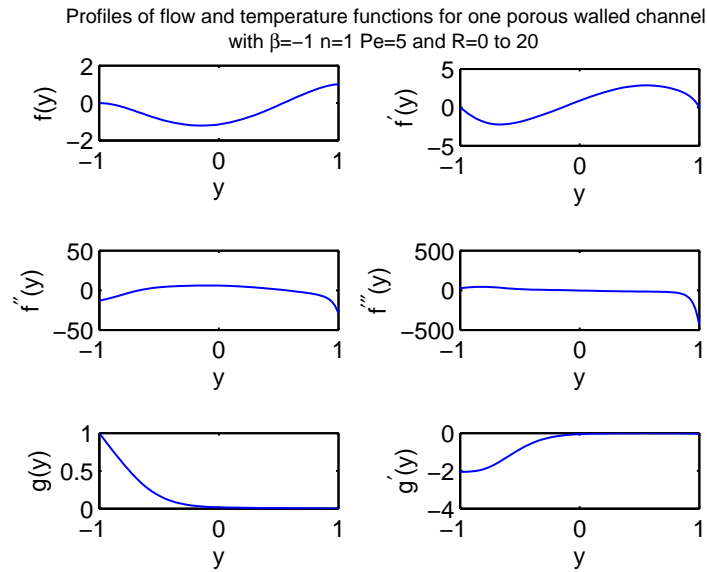 Profiles of flow and temperature functions for one porous walled channel
with β=−1 n=1 Pe=5 and R=0 to 20
2
0
−2
f(y)
−1
0
1
y
5
0
−5
f′(y)
−1
0
1
y
50
0
−50
f″(y)
−1
0
1
y
500
0
−500
f‴(y)
−1
0
1
y
1
0.5
0
g(y)
−1
0
1
y
0
−2
−4
g′(y)
−1
0
1
y